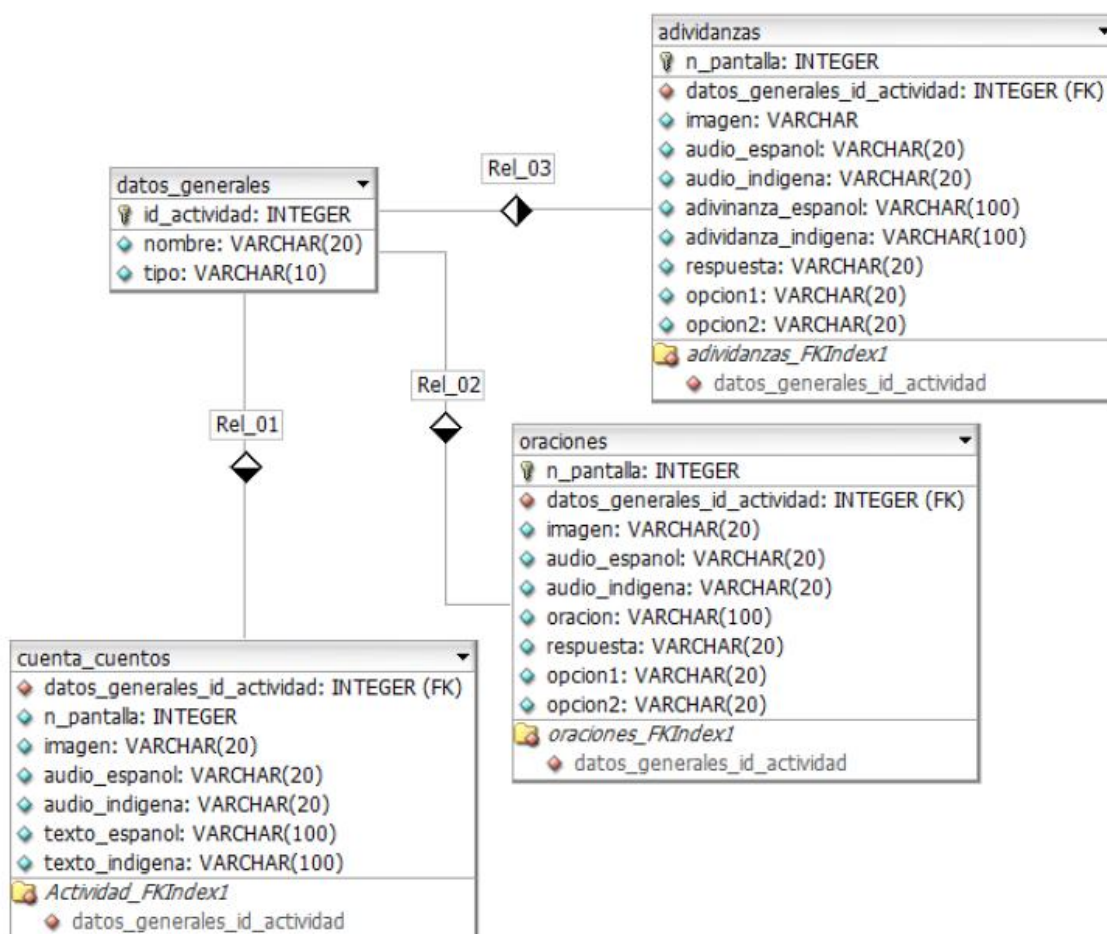 adividanzas
n_pantalla: INTEGER
datos_generales_id_actividad: INTEGER (FK)
imagen: VARCHAR
audio_espanol: VARCHAR(20)
audio_indigena: VARCHAR(20)
adivinanza_espanol: VARCHAR(100)
adividanza_indigena: VARCHAR(100)
respuesta: VARCHAR(20)
opcion1: VARCHAR(20)
opcion2: VARCHAR(20)
adividanzas_FKIndex1
datos_generales_id_actividad
Rel_03
datos_generales
id_actividad: INTEGER
nombre: VARCHAR(20)
tipo: VARCHAR(10)
Rel_02
Rel_01
oraciones
n_pantalla: INTEGER
datos_generales_id_actividad: INTEGER (FK)
imagen: VARCHAR(20)
audio_espanol: VARCHAR(20)
audio_indigena: VARCHAR(20)
oracion: VARCHAR(100)
respuesta: VARCHAR(20)
opcion1: VARCHAR(20)
opcion2: VARCHAR(20)
oraciones_FKIndex1
datos_generales_id_actividad
cuenta_cuentos
datos_generales_id_actividad: INTEGER (FK)
n_pantalla: INTEGER
imagen: VARCHAR(20)
audio_espanol: VARCHAR(20)
audio_indigena: VARCHAR(20)
texto_espanol: VARCHAR(100)
texto_indigena: VARCHAR(100)
Actividad_FKIndex1
datos_generales_id_actividad